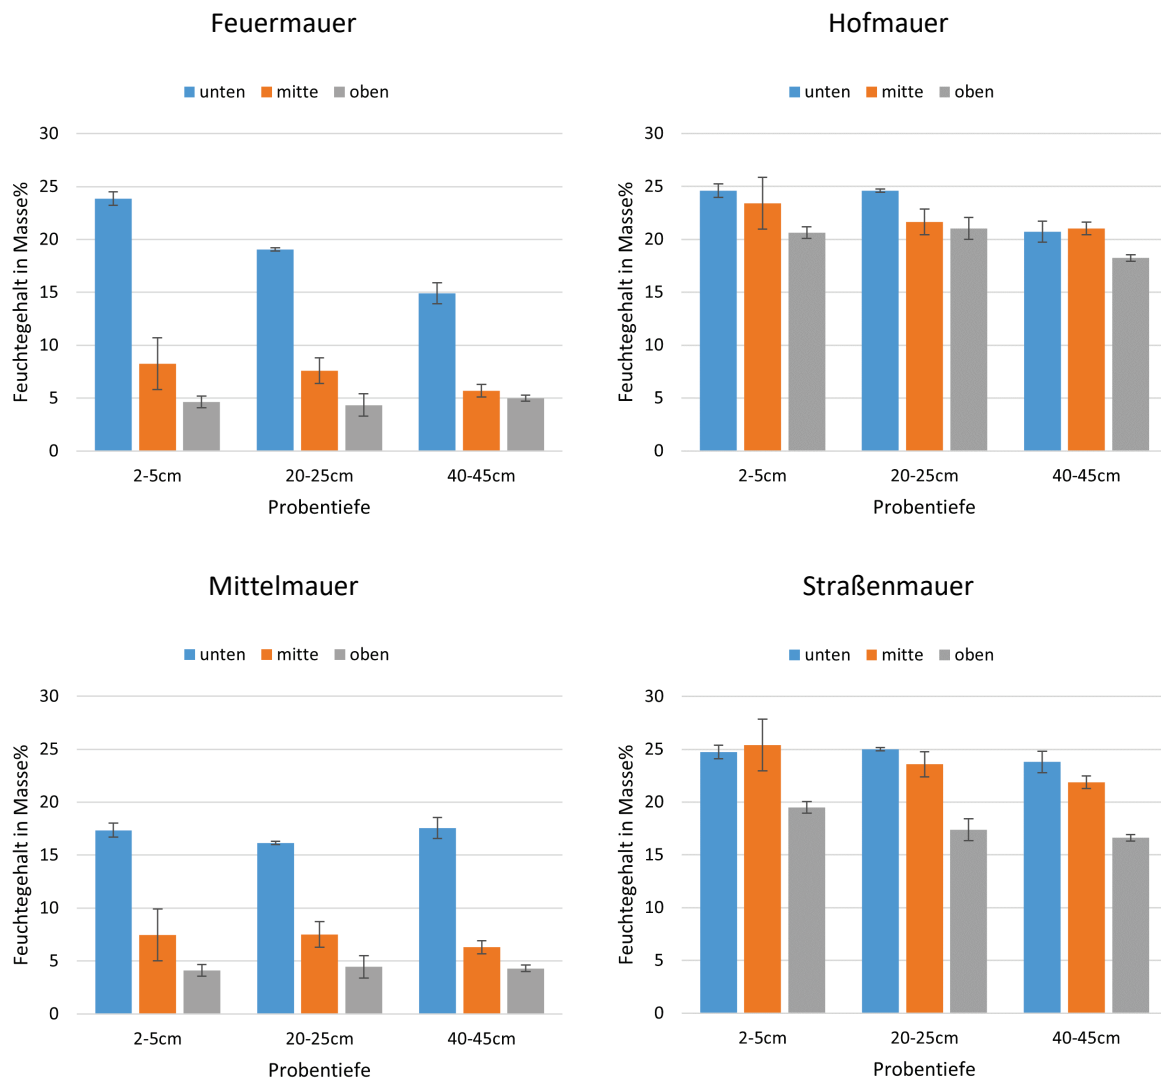 Feuermauer
unten mitte oben
Feuchtegehalt in Masse%
30
25
20
15
10
5
0
2-5cm 20-25cm 40-45cm
Probentiefe
Hofmauer
unten mitte oben
Feuchtegehalt in Masse%
30
25
20
15
10
5
0
2-5cm 20-25cm 40-45cm
Probentiefe
Mittelmauer
unten mitte oben
Feuchtegehalt in Masse%
30
25
20
15
10
5
0
2-5cm 20-25cm 40-45cm
Probentiefe
Straßenmauer
unten mitte oben
Feuchtegehalt in Masse%
30
25
20
15
10
5
0
2-5cm 20-25cm 40-45cm
Probentiefe